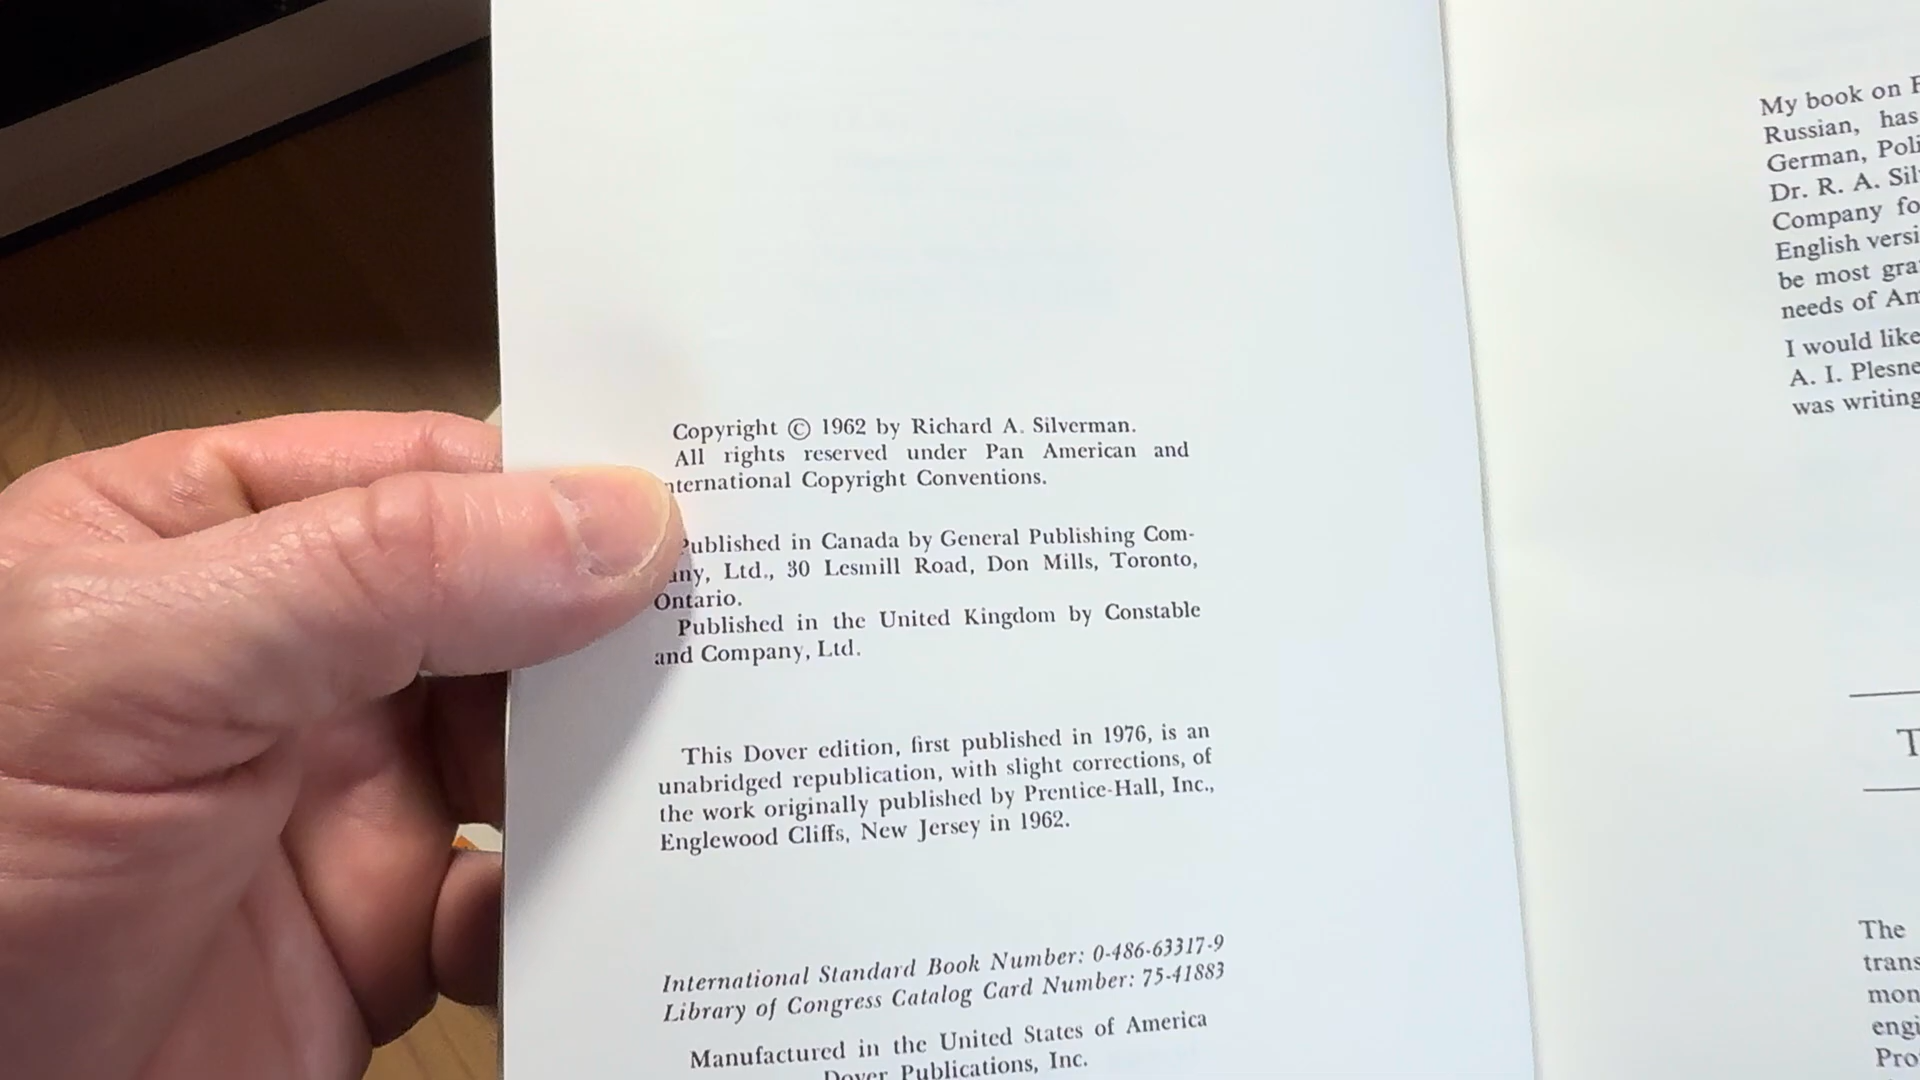 Copyright © 1962 by Richard A. Silverman.
All rights reserved under Pan American and
nternational Copyright Conventions.
Published in Canada by General Publishing Com-
any, Ltd., 30 Lesmill Road, Don Mills, Toronto,
Ontario.
Published in the United Kingdom by Constable
and Company, Ltd.
This Dover edition, first published in 1976, is an
unabridged republication, with slight corrections, of
the work originally published by Prentice-Hall, Inc.,
Englewood Cliffs, New Jersey in 1962.
International Standard Book Number: 0-486-63317-9
Library of Congress Catalog Card Number: 75-41883
Manufactured in the United States of America
Dover Publications, Inc.
My book on
Russian, has
German, Poli
Dr. R. A. Sil
Company fo
English versi
be most gra
needs of Am
I would like
A. I. Plesne
was writing
T
The
trans
mon
engi
Pro